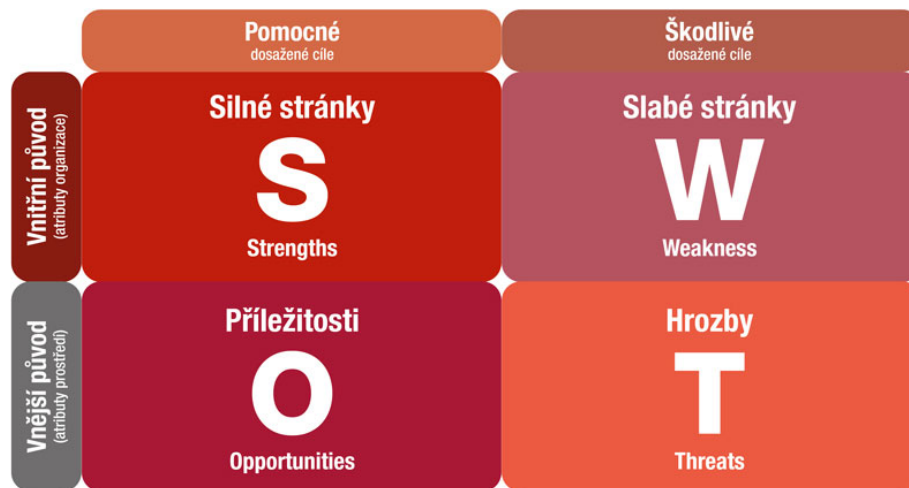 Pomocné
dosažené cíle
Škodlivé
dosažené cíle
Vnitřní původ
(atributy organizace)
Silné stránky
S
Strengths
Slabé stránky
W
Weakness
Vnější původ
(atributy prostředí)
Příležitosti
O
Opportunities
Hrozby
T
Threats